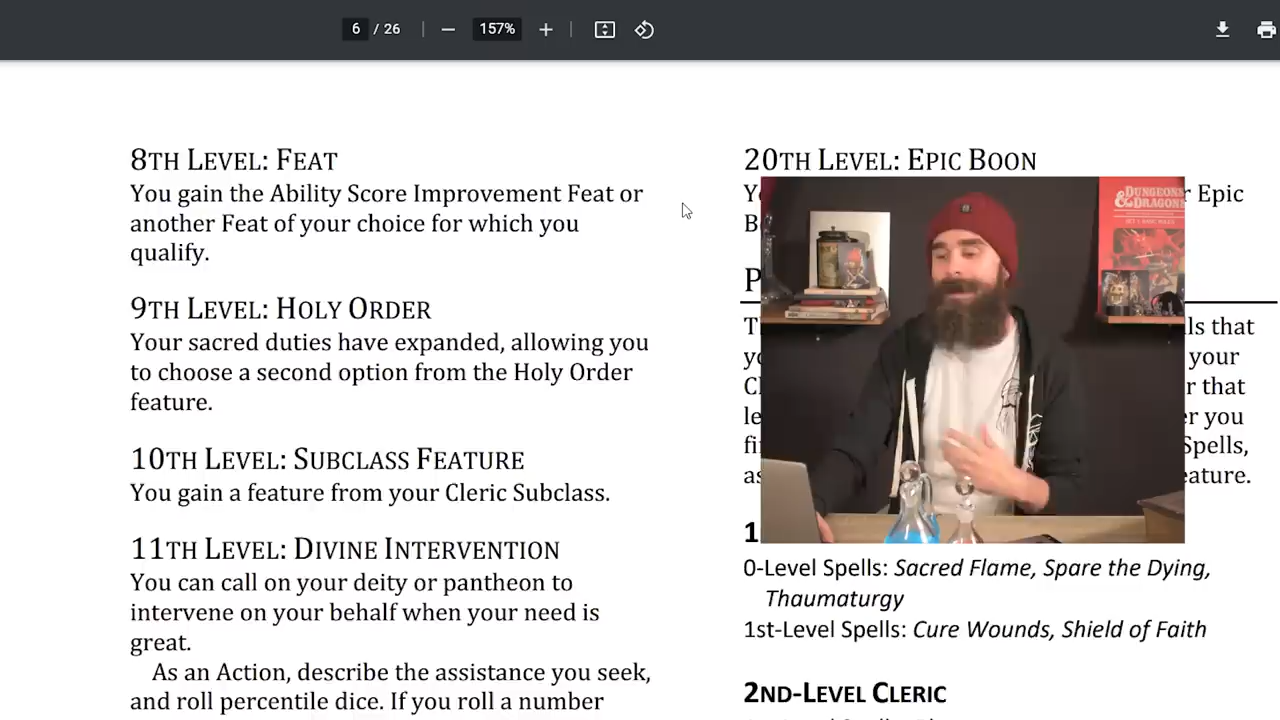 6 / 26
157%
8TH LEVEL: FEAT
You gain the Ability Score Improvement Feat or
another Feat of your choice for which you
qualify.
9TH LEVEL: HOLY ORDER
Your sacred duties have expanded, allowing you
to choose a second option from the Holy Order
feature.
10TH LEVEL: SUBCLASS FEATURE
You gain a feature from your Cleric Subclass.
11TH LEVEL: DIVINE INTERVENTION
You can call on your deity or pantheon to
intervene on your behalf when your need is
great.
As an Action, describe the assistance you seek,
and roll percentile dice. If you roll a number
20TH LEVEL: EPIC BOON
Epic
that
your
that
you
Spells,
DUNGEONS
& DRAGONS
0-Level Spells: Sacred Flame, Spare the Dying,
Thaumaturgy
1st-Level Spells: Cure Wounds, Shield of Faith
2ND-LEVEL CLERIC